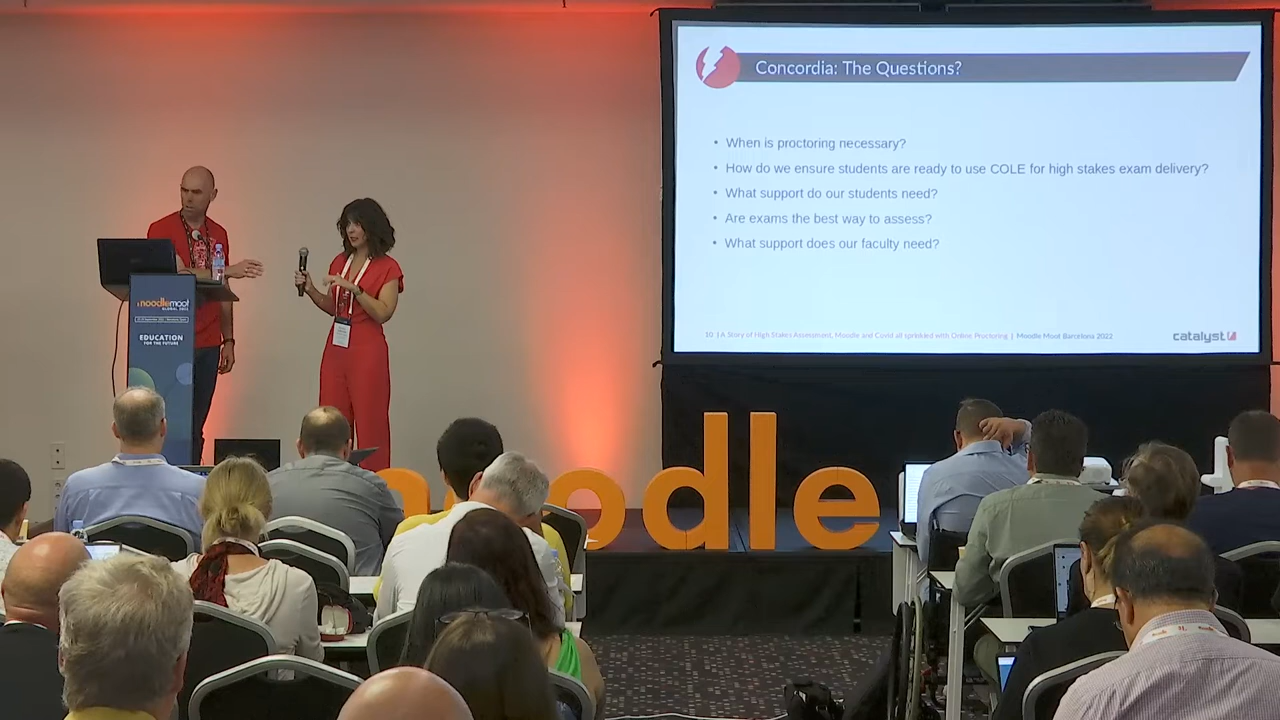 Concordia: The Questions?
• When is proctoring necessary?
• How do we ensure students are ready to use COLE for high stakes exam delivery?
• What support do our students need?
• Are exams the best way to assess?
• What support does our faculty need?
10 | A Story of High Stakes Assessment, Moodle and Covid all sprinkled with Online Proctoring | Moodle Moot Barcelona 2022
catalyst
moodlemoot
GLOBAL 2022
EDUCATION
FOR THE FUTURE
moodle